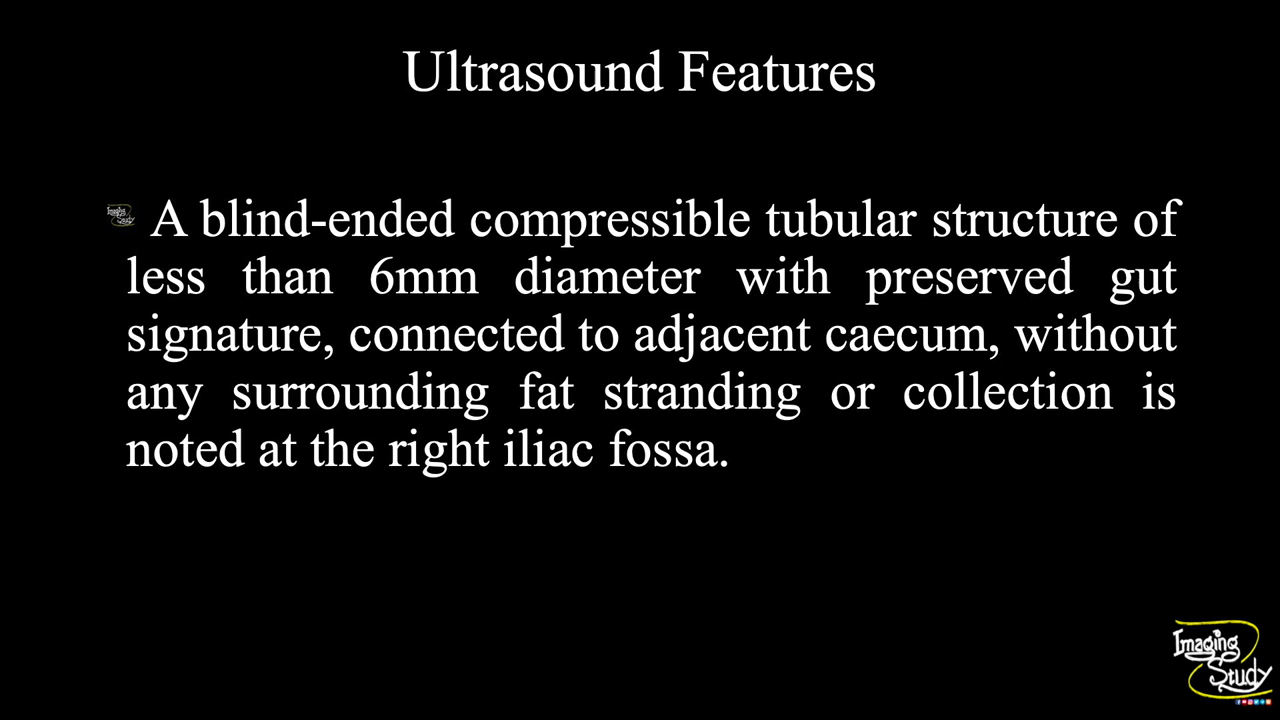 Ultrasound Features
A blind-ended compressible tubular structure of
less than 6mm diameter with preserved gut
signature, connected to adjacent caecum, without
any surrounding fat stranding or collection is
noted at the right iliac fossa.
Imaging
Study